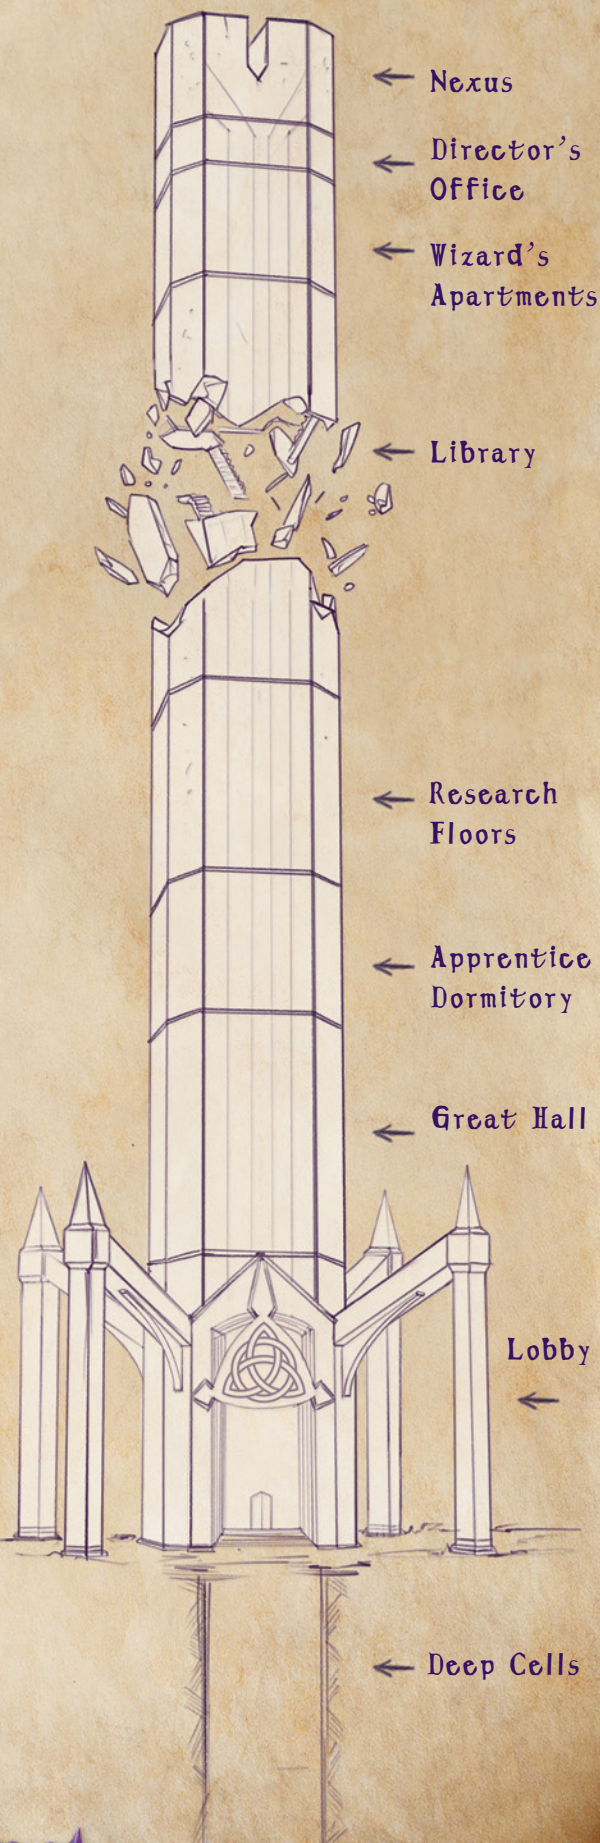 Nexus
Director's
Office
Wizard's
Apartments
Library
Research
Floors
Apprentice
Dormitory
Great Hall
Lobby
Deep Cells